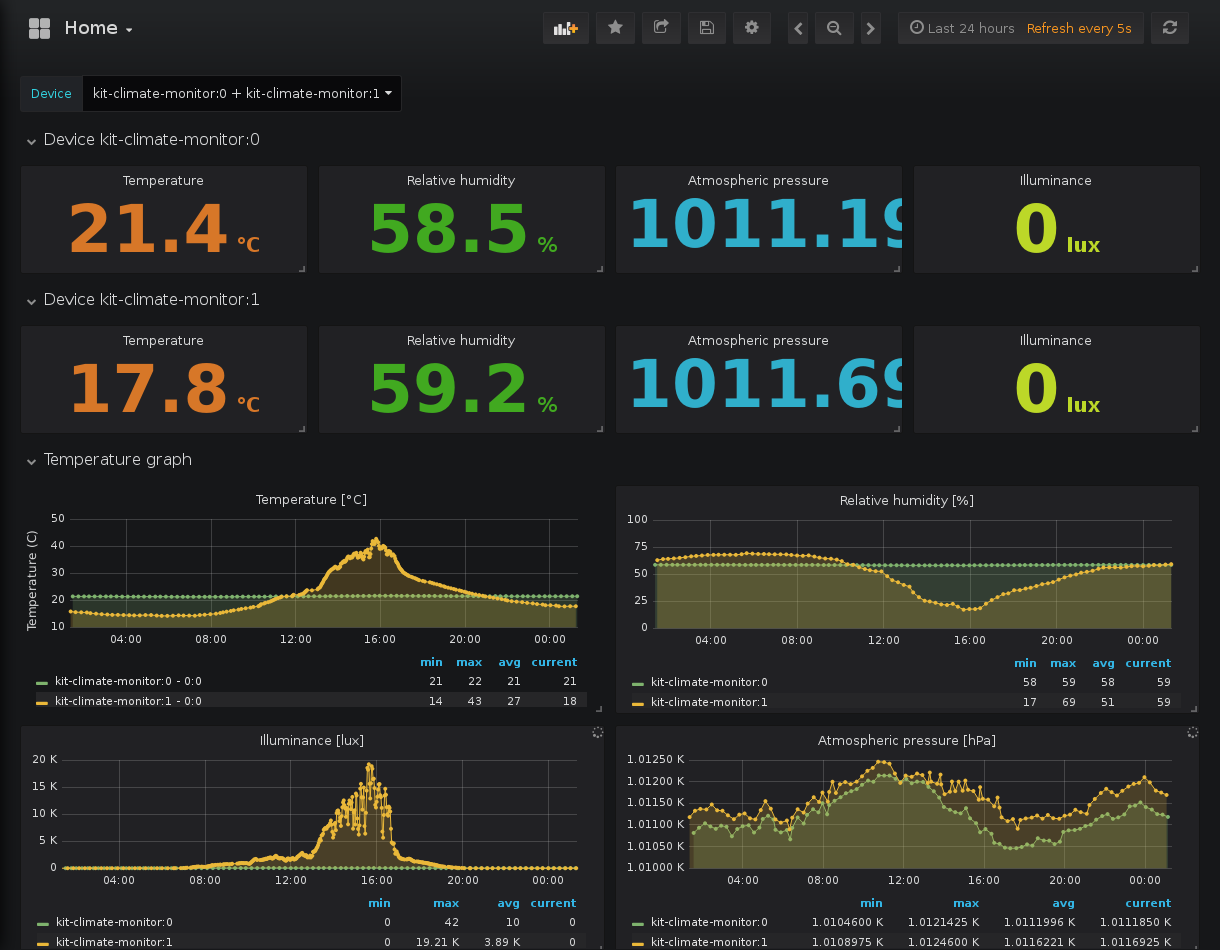 Home
Last 24 hours Refresh every 5s
Device kit-climate-monitor:0 + kit-climate-monitor:1
Device kit-climate-monitor:0
Temperature Relative humidity Atmospheric pressure Illuminance
21.4 °C 58.5 % 1011.19 0 lux
Device kit-climate-monitor:1
Temperature Relative humidity Atmospheric pressure Illuminance
17.8 °C 59.2 % 1011.69 0 lux
Temperature graph
Temperature [°C]
Temperature (C)
50
40
30
20
10
04:00 08:00 12:00 16:00 20:00 00:00
min max avg current
kit-climate-monitor:0 - 0:0 21 22 21 21
kit-climate-monitor:1 - 0:0 14 43 27 18
Relative humidity [%]
100
75
50
25
0
04:00 08:00 12:00 16:00 20:00 00:00
min max avg current
kit-climate-monitor:0 58 59 58 59
kit-climate-monitor:1 17 69 51 59
Illuminance [lux]
20 K
15 K
10 K
5 K
0
04:00 08:00 12:00 16:00 20:00 00:00
min max avg current
kit-climate-monitor:0 0 42 10 0
kit-climate-monitor:1 0 19.21 K 3.89 K 0
Atmospheric pressure [hPa]
1.01250 K
1.01200 K
1.01150 K
1.01100 K
1.01050 K
1.01000 K
04:00 08:00 12:00 16:00 20:00 00:00
min max avg current
kit-climate-monitor:0 1.0104600 K 1.0121425 K 1.0111996 K 1.0111850 K
kit-climate-monitor:1 1.0108975 K 1.0124600 K 1.0116221 K 1.0116925 K